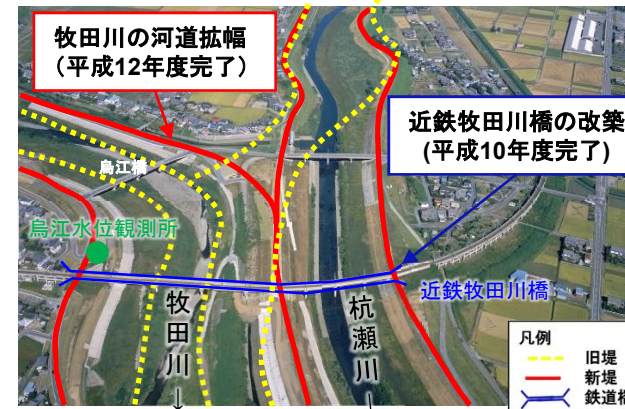 牧田川の河道拡幅
（平成12年度完了）
近鉄牧田川橋の改築
(平成10年度完了)
烏江橋
烏江水位観測所
近鉄牧田川橋
牧田川
↓
杭瀬川
↓
凡例
旧堤
新堤
鉄道橋